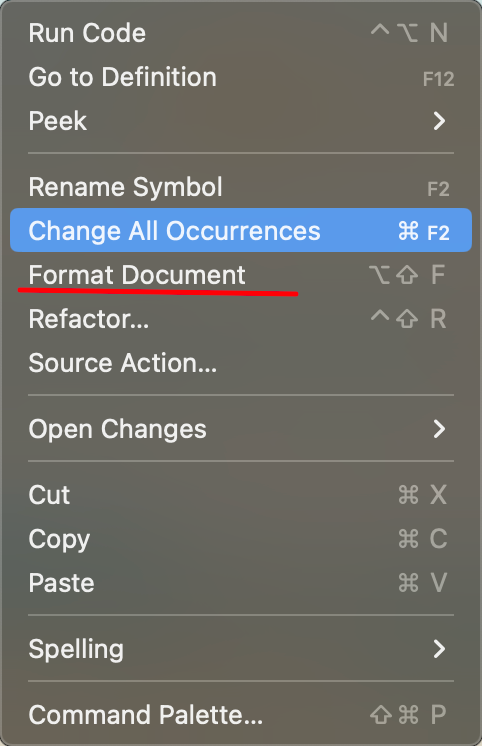 Run Code ⌃⌥ N
Go to Definition F12
Peek
Rename Symbol F2
Change All Occurrences ⌘ F2
Format Document ⌥⇧ F
Refactor... ⌃⇧ R
Source Action...
Open Changes
Cut ⌘ X
Copy ⌘ C
Paste ⌘ V
Spelling
Command Palette... ⇧⌘ P